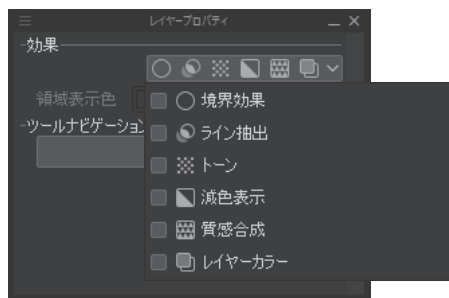 レイヤープロパティ
効果
領域表示色
ツールナビゲーション
境界効果
ライン抽出
トーン
減色表示
質感合成
レイヤーカラー